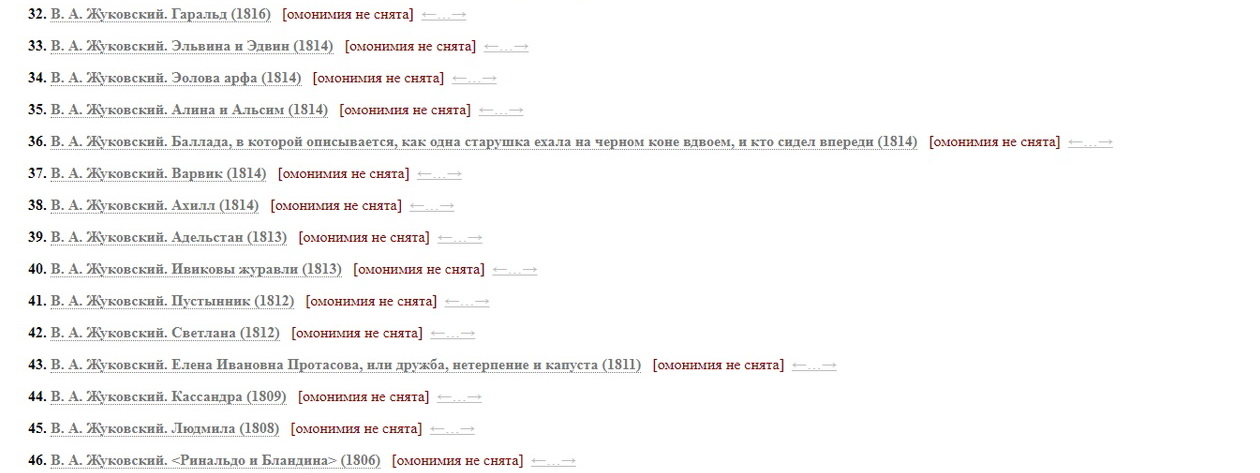 32. В. А. Жуковский. Гаральд (1816) [омонимия не снята] ←…→
33. В. А. Жуковский. Эльвина и Эдвин (1814) [омонимия не снята] ←…→
34. В. А. Жуковский. Эолова арфа (1814) [омонимия не снята] ←…→
35. В. А. Жуковский. Алина и Альсим (1814) [омонимия не снята] ←…→
36. В. А. Жуковский. Баллада, в которой описывается, как одна старушка ехала на черном коне вдвоем, и кто сидел впереди (1814) [омонимия не снята] ←…→
37. В. А. Жуковский. Варвик (1814) [омонимия не снята] ←…→
38. В. А. Жуковский. Ахилл (1814) [омонимия не снята] ←…→
39. В. А. Жуковский. Адельстан (1813) [омонимия не снята] ←…→
40. В. А. Жуковский. Ивиковы журавли (1813) [омонимия не снята] ←…→
41. В. А. Жуковский. Пустынник (1812) [омонимия не снята] ←…→
42. В. А. Жуковский. Светлана (1812) [омонимия не снята] ←…→
43. В. А. Жуковский. Елена Ивановна Протасова, или дружба, нетерпение и капуста (1811) [омонимия не снята] ←…→
44. В. А. Жуковский. Кассандра (1809) [омонимия не снята] ←…→
45. В. А. Жуковский. Людмила (1808) [омонимия не снята] ←…→
46. В. А. Жуковский. <Ринальдо и Бландина> (1806) [омонимия не снята] ←…→